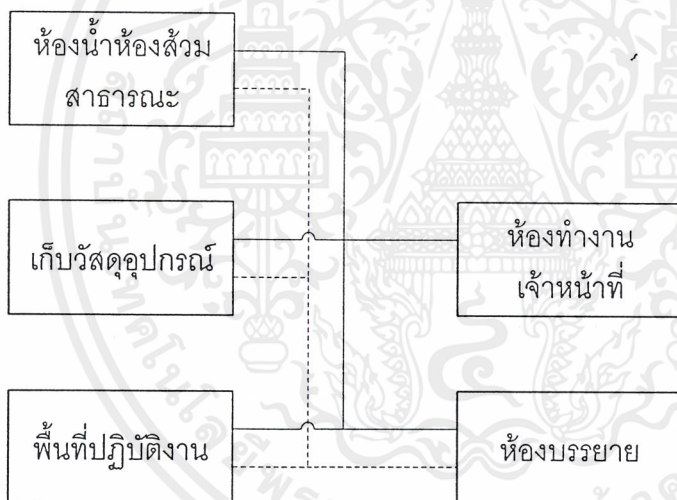 ห้องน้ำห้องส้วม
สาธารณะ
เก็บวัสดุอุปกรณ์
ห้องทำงาน
เจ้าหน้าที่
พื้นที่ปฏิบัติงาน
ห้องบรรยาย